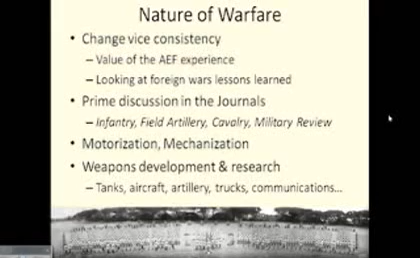 Nature of Warfare
• Change vice consistency
– Value of the AEF experience
– Looking at foreign wars lessons learned
• Prime discussion in the Journals
– Infantry, Field Artillery, Cavalry, Military Review
• Motorization, Mechanization
• Weapons development & research
– Tanks, aircraft, artillery, trucks, communications…